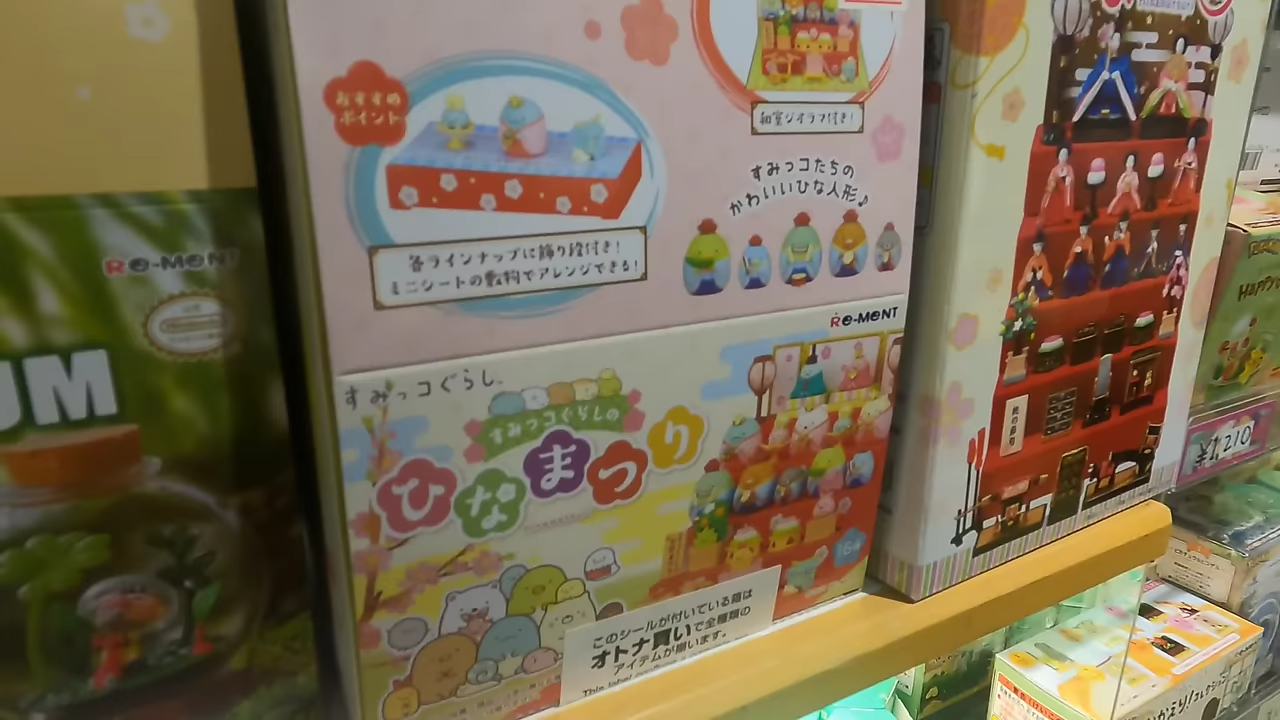 おすすめ
ポイント
各ラインナップに飾り段付き!
ミニシートの敷物でアレンジできる!
和室ジオラマ付き!
すみっコたちの
かわいいひな人形♪
Re-MeNT
すみっコぐらし
すみっコぐらしの
ひなまつり
このシールが付いている箱は
オトナ買いで全種類の
アイテムが揃います。
This label
Re-MeNT
UM
¥1,210
HAPPY